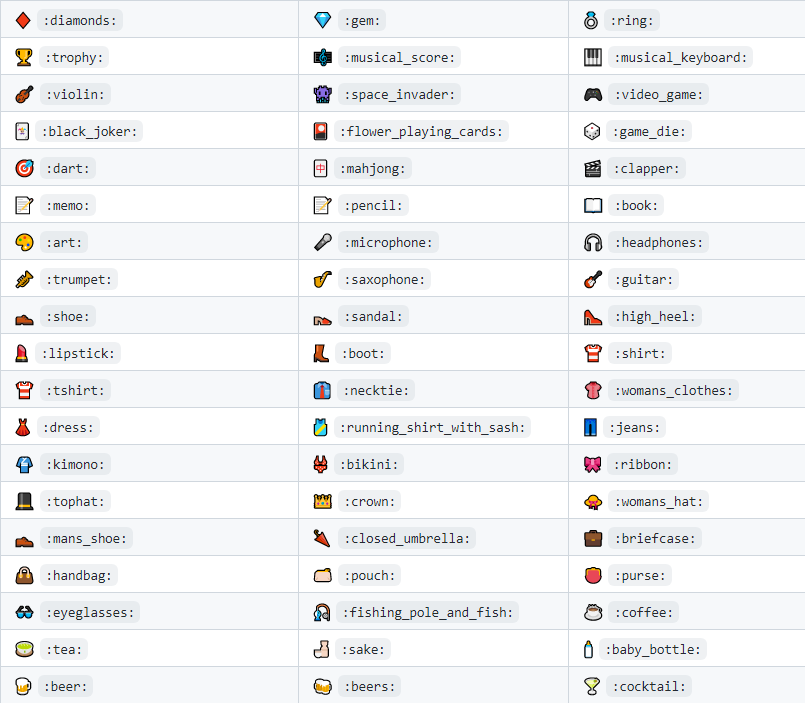 :diamonds: :gem: :ring:
:trophy: :musical_score: :musical_keyboard:
:violin: :space_invader: :video_game:
:black_joker: :flower_playing_cards: :game_die:
:dart: :mahjong: :clapper:
:memo: :pencil: :book:
:art: :microphone: :headphones:
:trumpet: :saxophone: :guitar:
:shoe: :sandal: :high_heel:
:lipstick: :boot: :shirt:
:tshirt: :necktie: :womans_clothes:
:dress: :running_shirt_with_sash: :jeans:
:kimono: :bikini: :ribbon:
:tophat: :crown: :womans_hat:
:mans_shoe: :closed_umbrella: :briefcase:
:handbag: :pouch: :purse:
:eyeglasses: :fishing_pole_and_fish: :coffee:
:tea: :sake: :baby_bottle:
:beer: :beers: :cocktail: